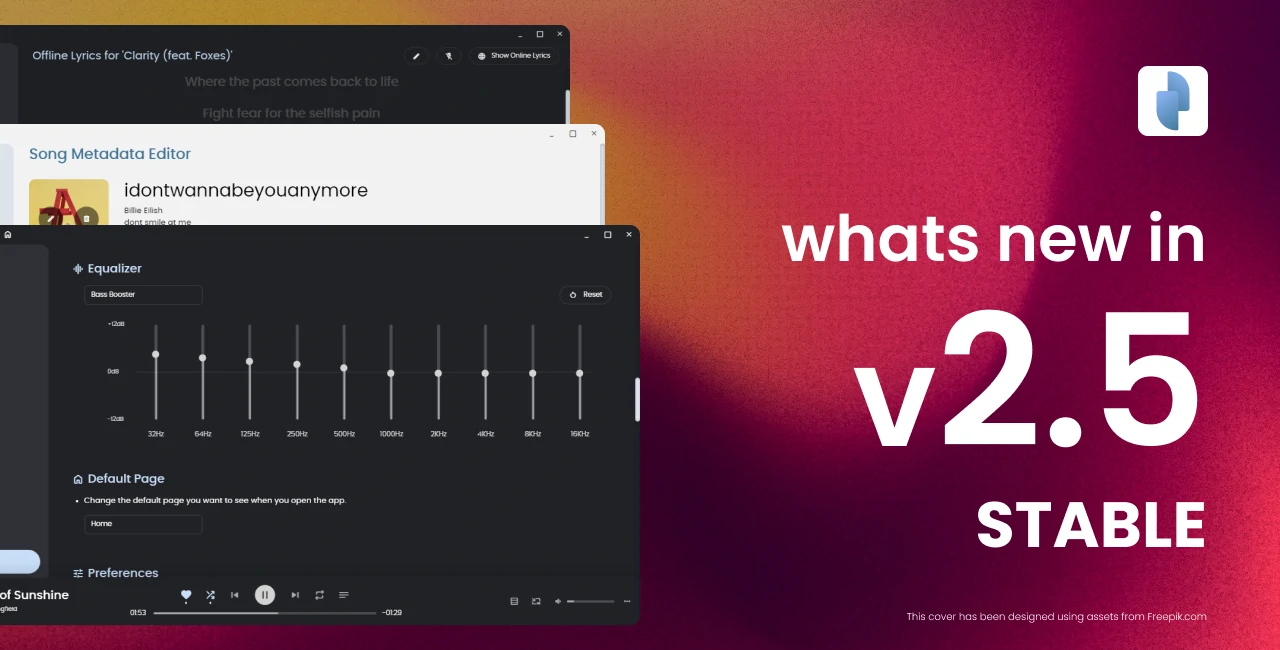 Offline Lyrics for 'Clarity (feat. Foxes)'
Show Online Lyrics
Where the past comes back to life
Fight fear for the selfish pain
Song Metadata Editor
idontwannabeyouanymore
Billie Eilish
dont smile at me
Equalizer
Bass Booster
Reset
+12dB
0dB
-12dB
32Hz 64Hz 125Hz 250Hz 500Hz 1000Hz 2KHz 4KHz 8KHz 16KHz
Default Page
• Change the default page you want to see when you open the app.
Home
Preferences
of Sunshine
ngfield
01:53
-01:29
whats new in
v2.5
STABLE
This cover has been designed using assets from Freepik.com